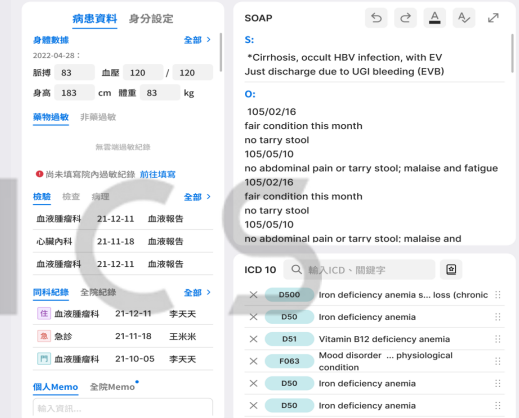 病患資料 身分設定
身體數據 全部 >
2022-04-28：
脈搏 83 血壓 120 / 120
身高 183 cm 體重 83 kg
藥物過敏 非藥過敏
無雲端過敏紀錄
尚未填寫院內過敏紀錄 前往填寫
檢驗 檢查 病理 全部 >
血液腫瘤科 21-12-11 血液報告
心臟內科 21-11-18 血液報告
血液腫瘤科 21-12-11 血液報告
同科紀錄 全院紀錄 全部 >
住 血液腫瘤科 21-12-11 李天天
急 急診 21-11-18 王米米
門 血液腫瘤科 21-10-05 李天天
個人Memo 全院Memo
輸入資訊...
SOAP
S:
*Cirrhosis, occult HBV infection, with EV
Just discharge due to UGI bleeding (EVB)
O:
105/02/16
fair condition this month
no tarry stool
105/05/10
no abdominal pain or tarry stool; malaise and fatigue
105/02/16
fair condition this month
no tarry stool
105/05/10
no abdominal pain or tarry stool; malaise and
ICD 10 輸入ICD、關鍵字
D500 Iron deficiency anemia s... loss (chronic
D50 Iron deficiency anemia
D51 Vitamin B12 deficiency anemia
F063 Mood disorder ... physiological
condition
D50 Iron deficiency anemia
D50 Iron deficiency anemia